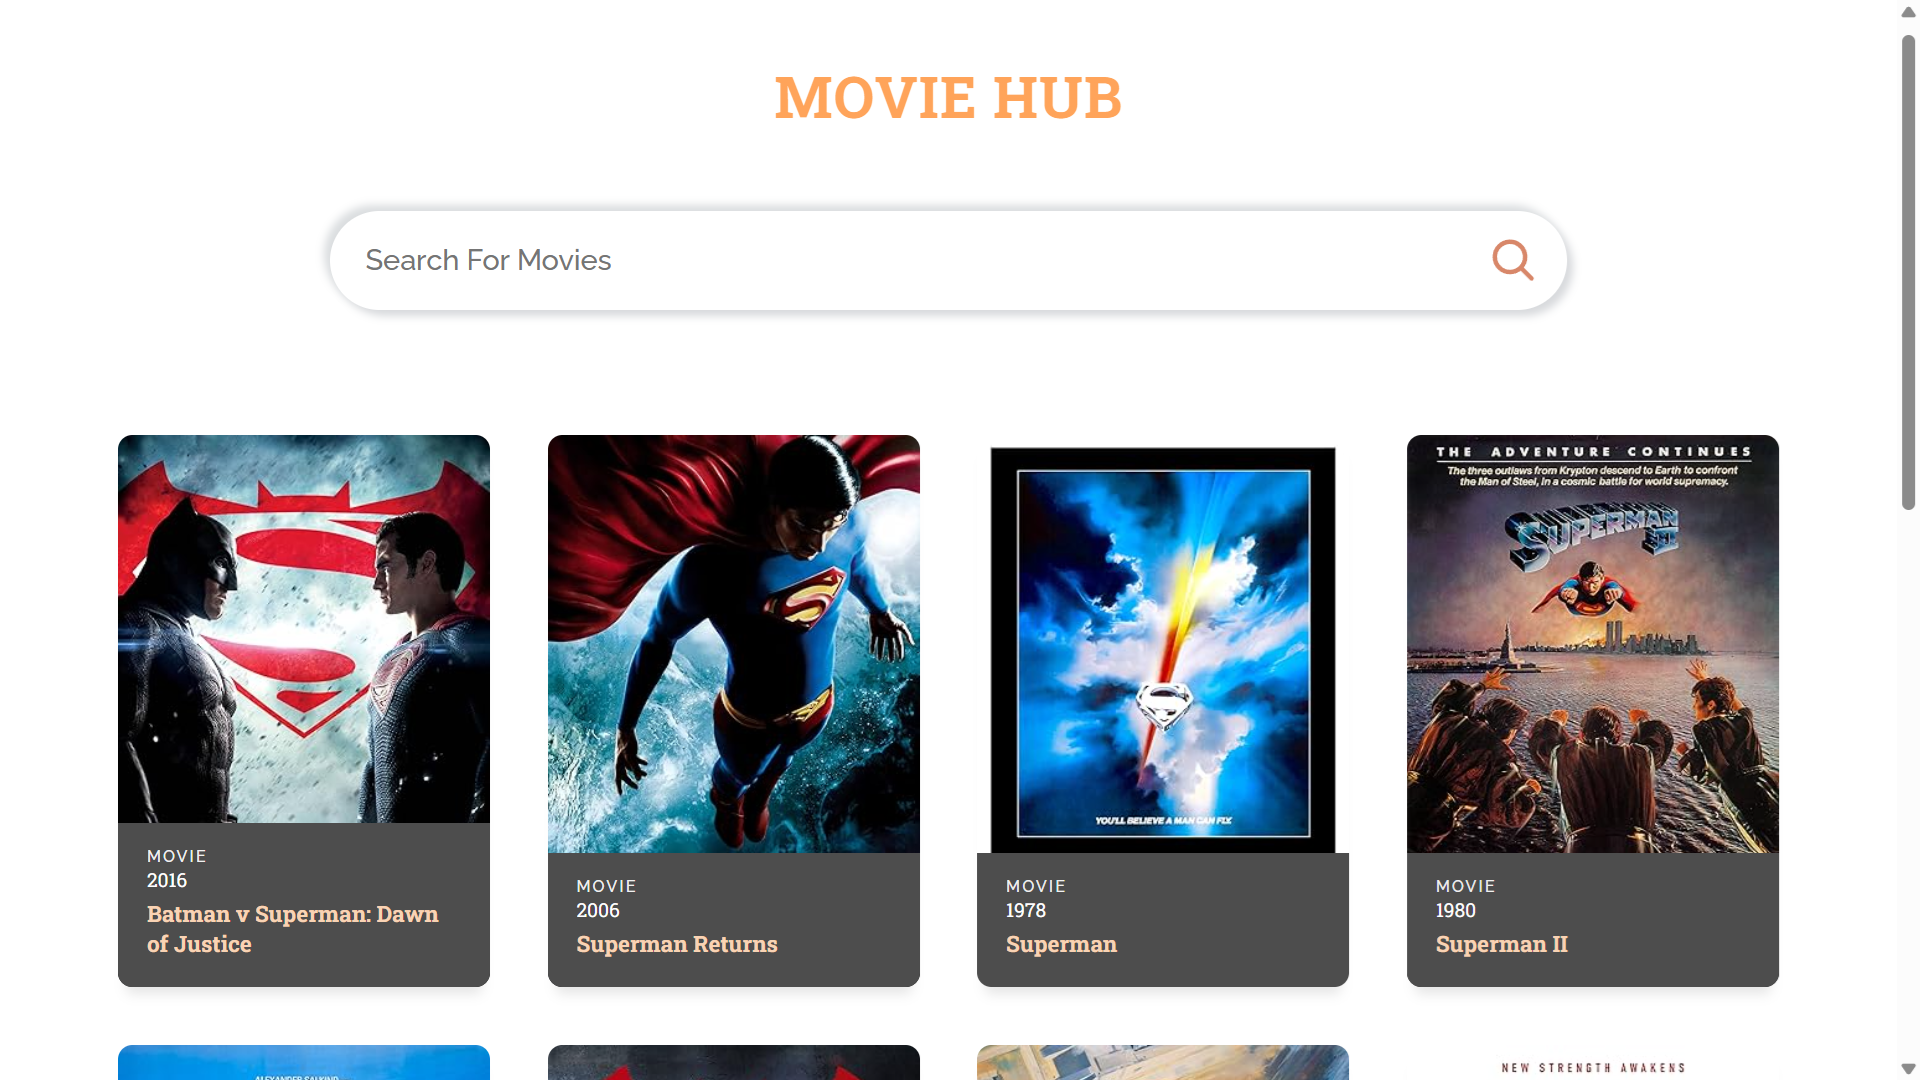 MOVIE HUB
Search For Movies
THE ADVENTURE CONTINUES
The three outlaws from Krypton descend to Earth to confront
the Man of Steel, in a cosmic battle for world supremacy.
SUPERMAN
II
YOU'LL BELIEVE A MAN CAN FLY.
MOVIE
2016
Batman v Superman: Dawn
of Justice
MOVIE
2006
Superman Returns
MOVIE
1978
Superman
MOVIE
1980
Superman II
ALEXANDER SALKIND
NEW STRENGTH AWAKENS